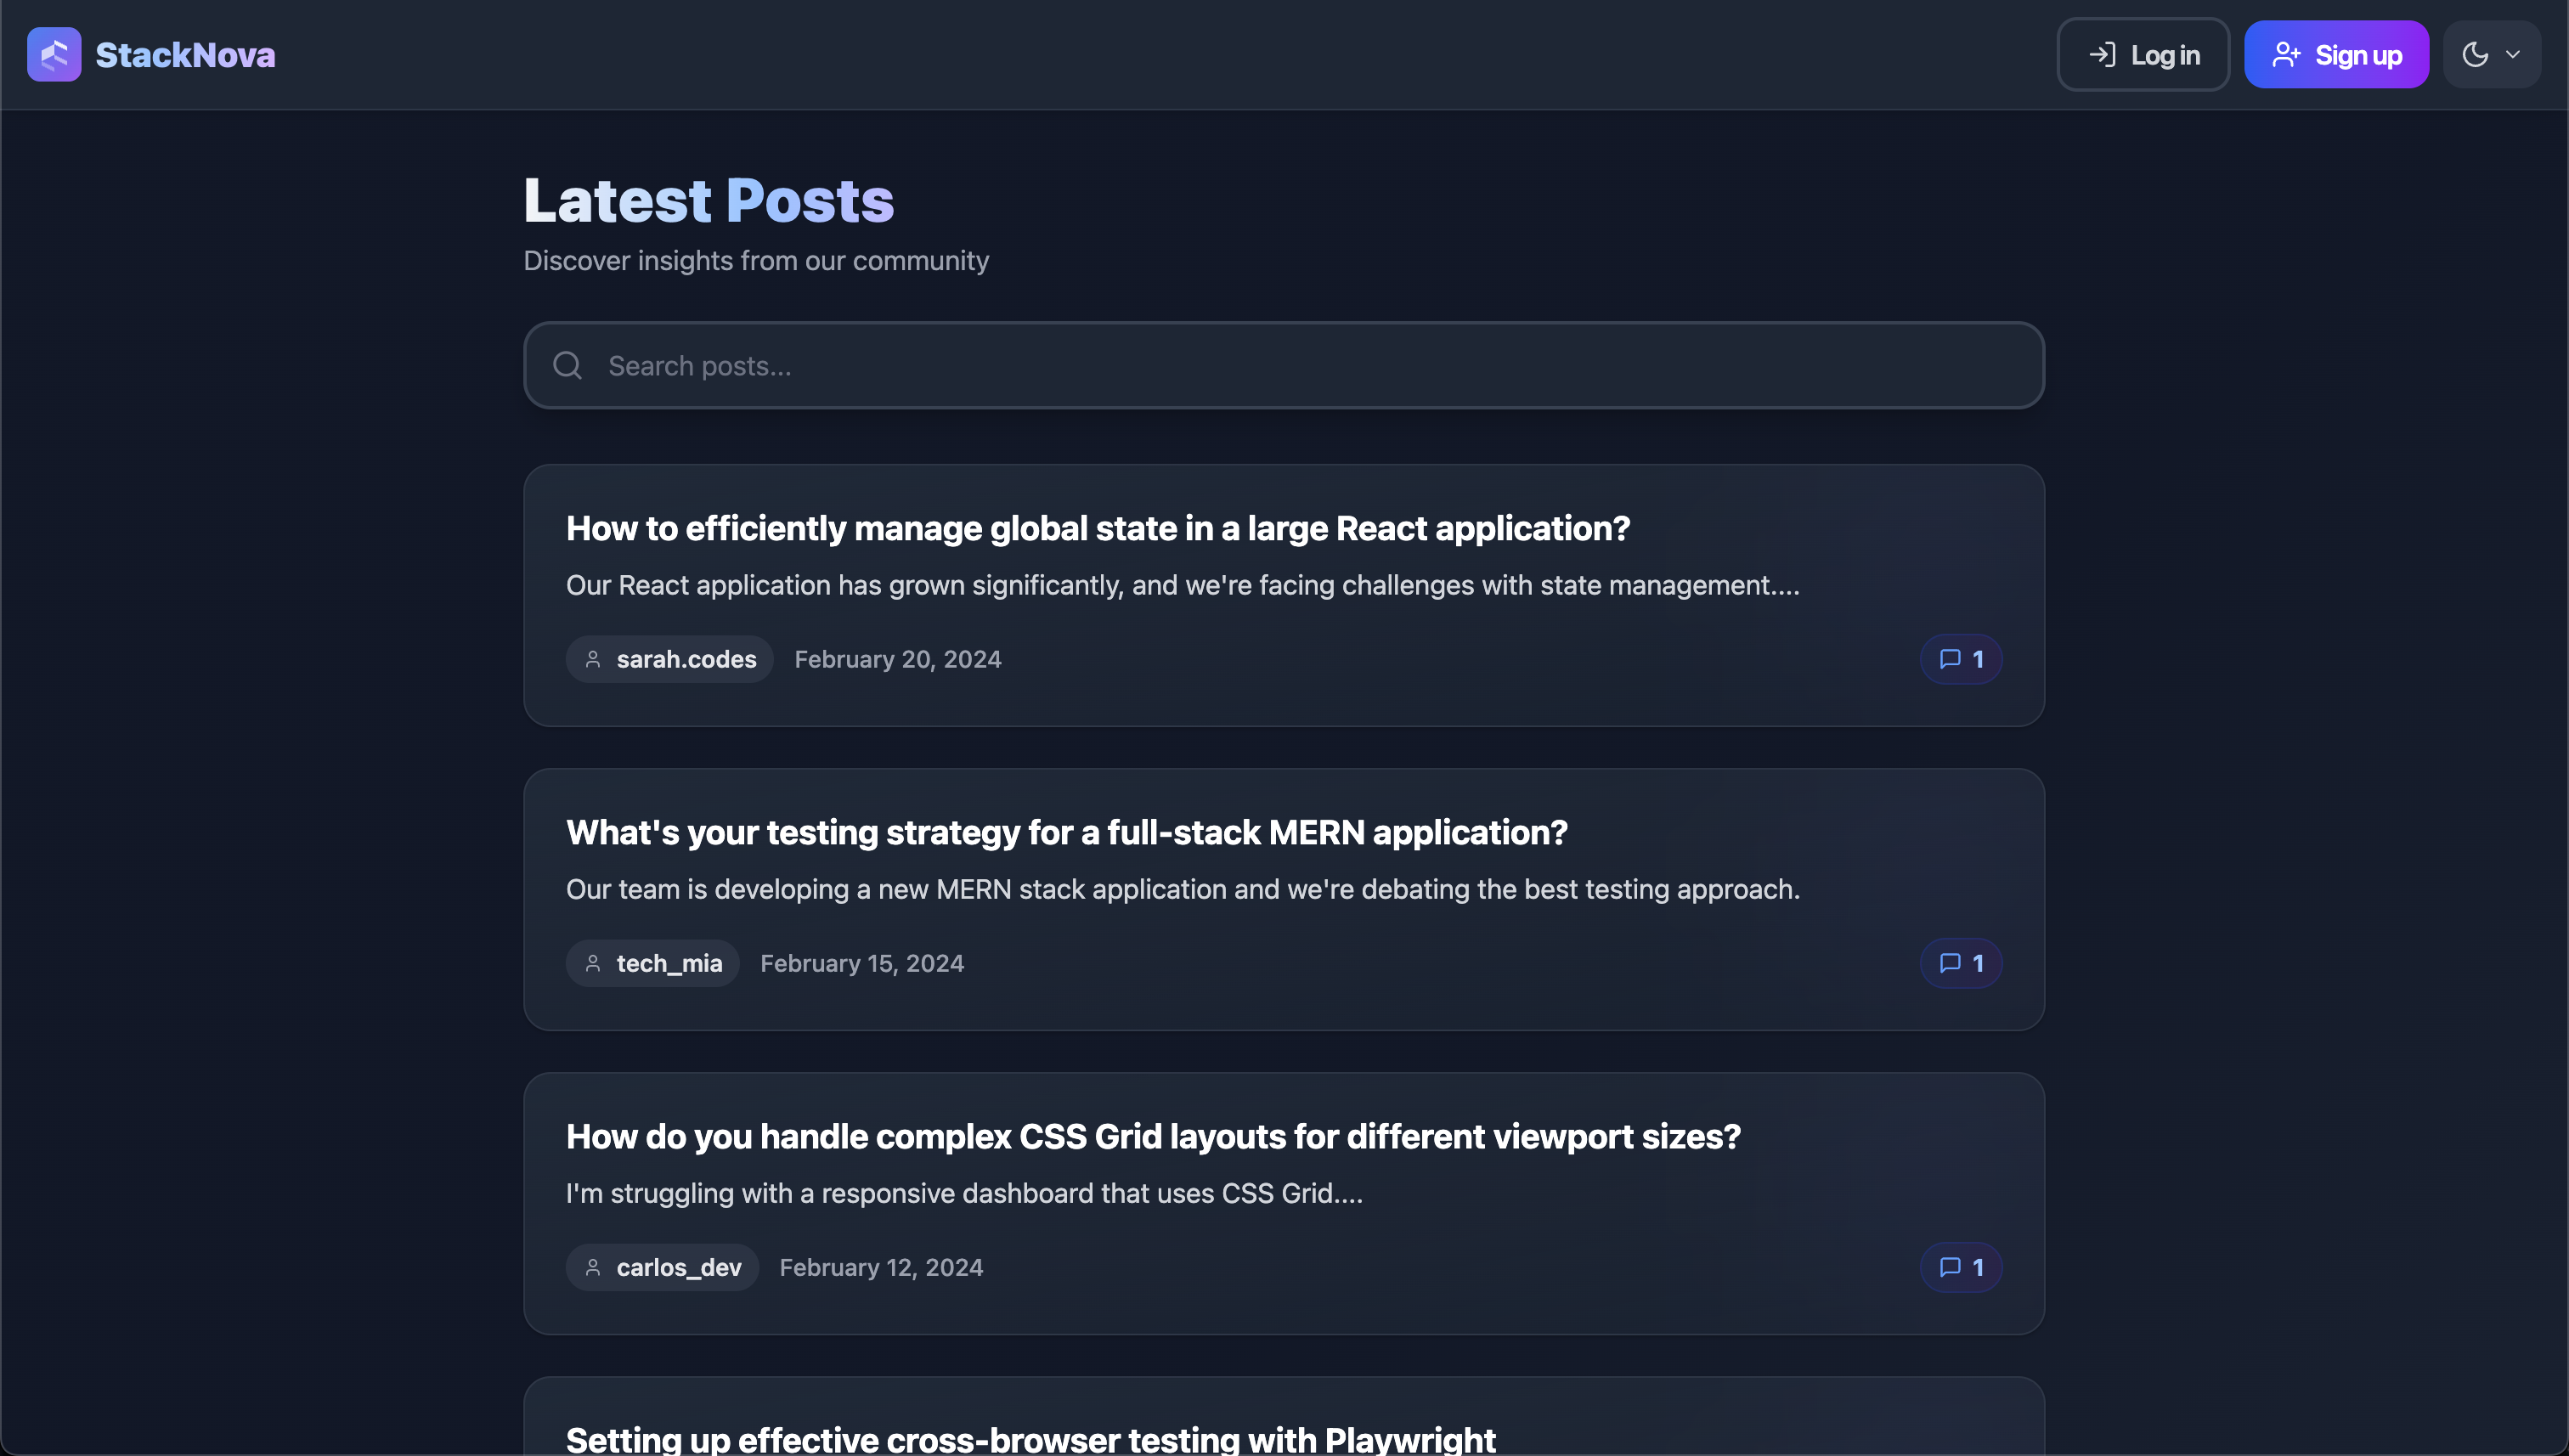 StackNova
Log in
Sign up
Latest Posts
Discover insights from our community
Search posts...
How to efficiently manage global state in a large React application?
Our React application has grown significantly, and we're facing challenges with state management....
sarah.codes February 20, 2024 1
What's your testing strategy for a full-stack MERN application?
Our team is developing a new MERN stack application and we're debating the best testing approach.
tech_mia February 15, 2024 1
How do you handle complex CSS Grid layouts for different viewport sizes?
I'm struggling with a responsive dashboard that uses CSS Grid....
carlos_dev February 12, 2024 1
Setting up effective cross-browser testing with Playwright